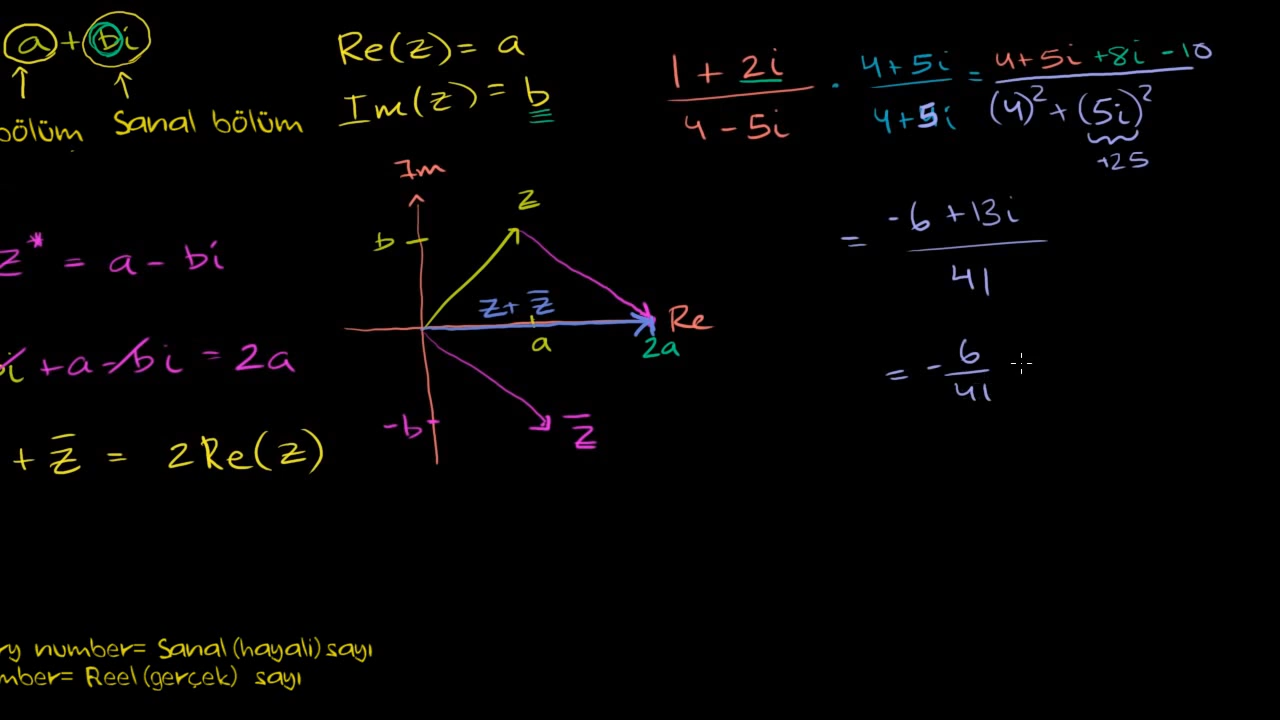 a + bi
bölüm Sanal bölüm
z* = a - bi
i + a - bi = 2a
+ z̅ = 2Re(z)
Re(z) = a
Im(z) = b
Im
z
b
z + z̅
Re
a
2a
-b
z̅
1 + 2i / 4 - 5i · 4+5i / 4+5i = 4+5i +8i -10 / (4)² + (5i)²
+25
= -6 +13i / 41
= - 6/41
ry number= Sanal (hayali) sayı
mber= Reel (gerçek) sayı